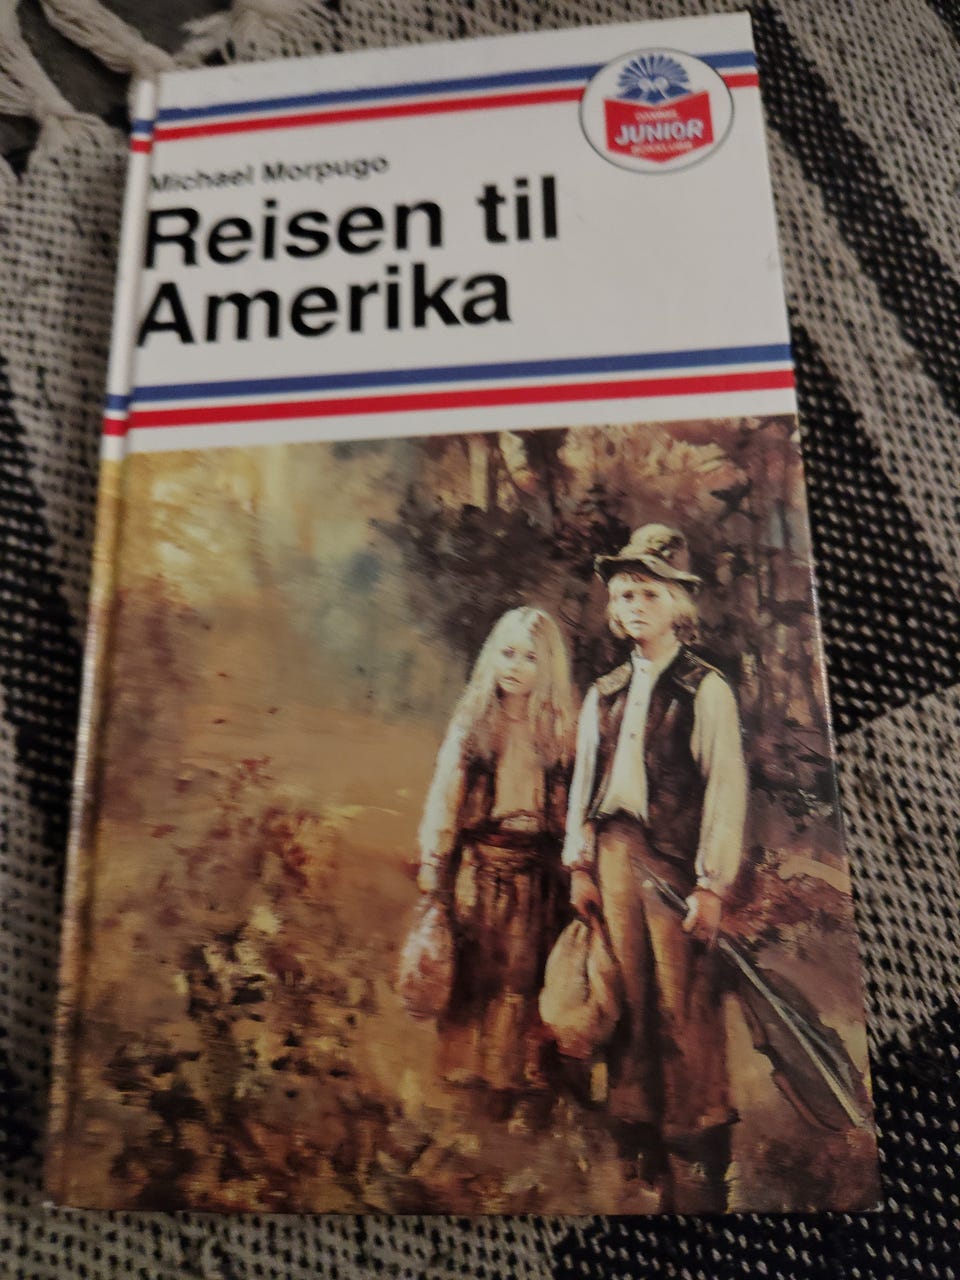 Michael Morpugo
Reisen til
Amerika
JUNIOR